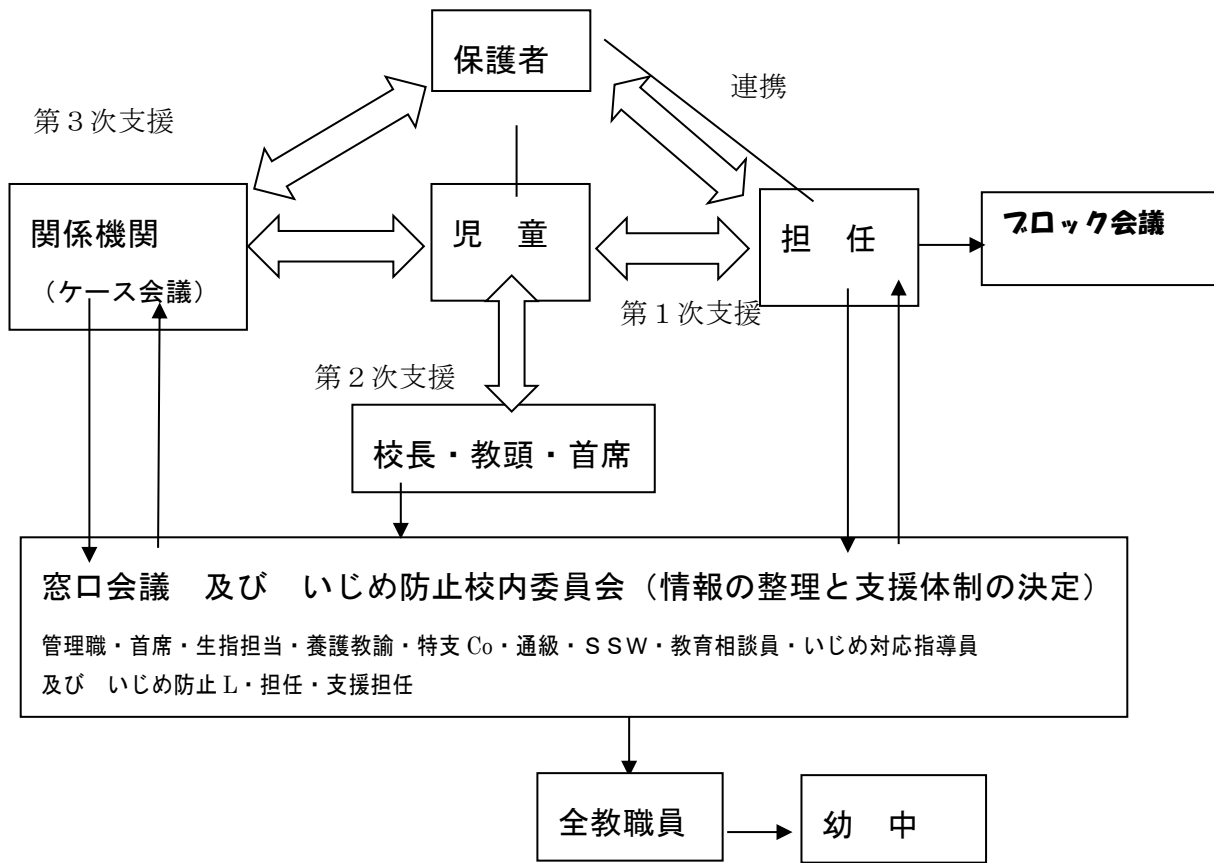 保護者
連携
第３次支援
関係機関
（ケース会議）
児　童
担　任
ブロック会議
第１次支援
第２次支援
校長・教頭・首席
窓口会議　及び　いじめ防止校内委員会（情報の整理と支援体制の決定）
管理職・首席・生指担当・養護教諭・特支 Co・通級・ＳＳＷ・教育相談員・いじめ対応指導員
及び　いじめ防止 L・担任・支援担任
全教職員
幼　中